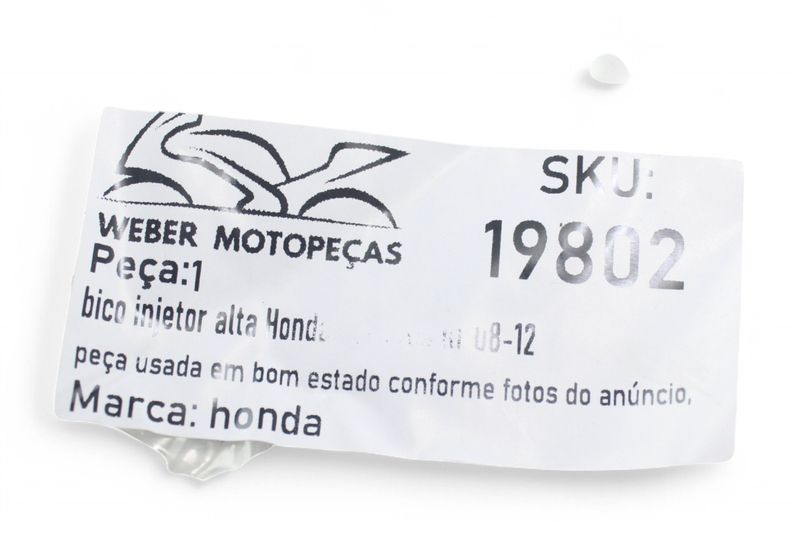 WEBER MOTOPEÇAS
SKU:
19802
Peça:1
bico injetor alta Honda 08-12
peça usada em bom estado conforme fotos do anúncio.
Marca: honda